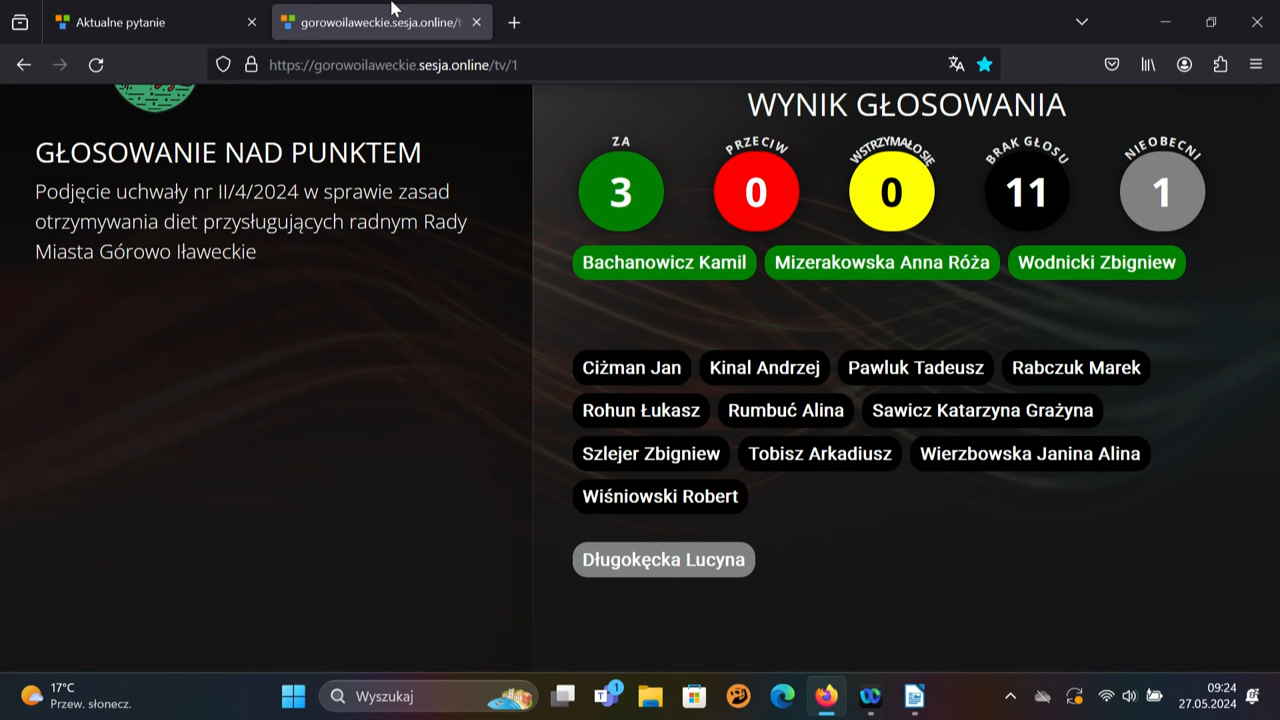 Aktualne pytanie
gorowoilaweckie.sesja.online/t
https://gorowoilaweckie.sesja.online/tv/1
GŁOSOWANIE NAD PUNKTEM
Podjęcie uchwały nr II/4/2024 w sprawie zasad
otrzymywania diet przysługujących radnym Rady
Miasta Górowo Iławeckie
WYNIK GŁOSOWANIA
ZA PRZECIW WSTRZYMAŁO SIĘ BRAK GŁOSU NIEOBECNI
3 0 0 11 1
Bachanowicz Kamil Mizerakowska Anna Róża Wodnicki Zbigniew
Ciżman Jan Kinal Andrzej Pawluk Tadeusz Rabczuk Marek
Rohun Łukasz Rumbuć Alina Sawicz Katarzyna Grażyna
Szlejer Zbigniew Tobisz Arkadiusz Wierzbowska Janina Alina
Wiśniowski Robert
Długokęcka Lucyna
17°C
Przew. słonecz.
Wyszukaj
1
09:24
27.05.2024